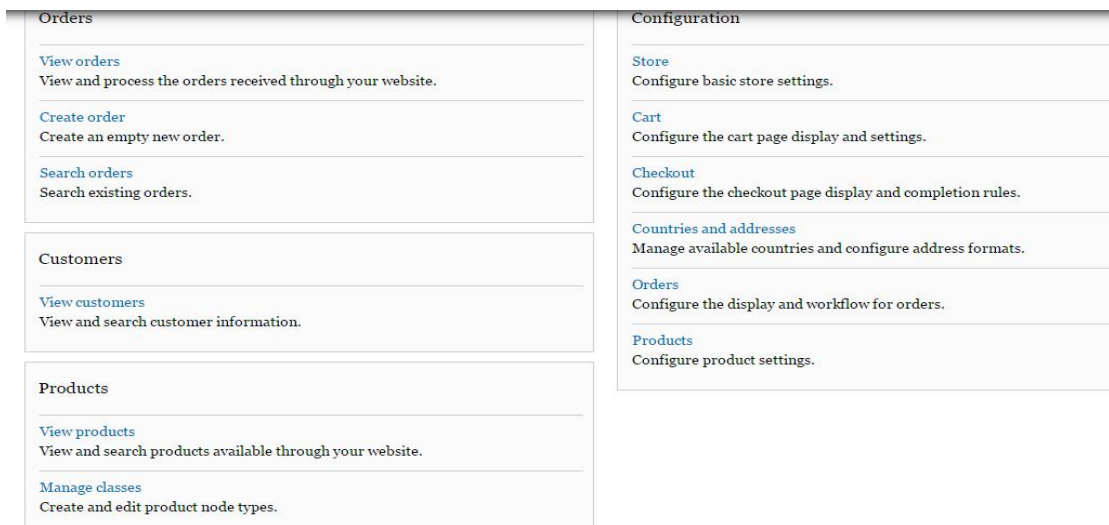 Orders
View orders
View and process the orders received through your website.
Create order
Create an empty new order.
Search orders
Search existing orders.
Customers
View customers
View and search customer information.
Products
View products
View and search products available through your website.
Manage classes
Create and edit product node types.
Configuration
Store
Configure basic store settings.
Cart
Configure the cart page display and settings.
Checkout
Configure the checkout page display and completion rules.
Countries and addresses
Manage available countries and configure address formats.
Orders
Configure the display and workflow for orders.
Products
Configure product settings.